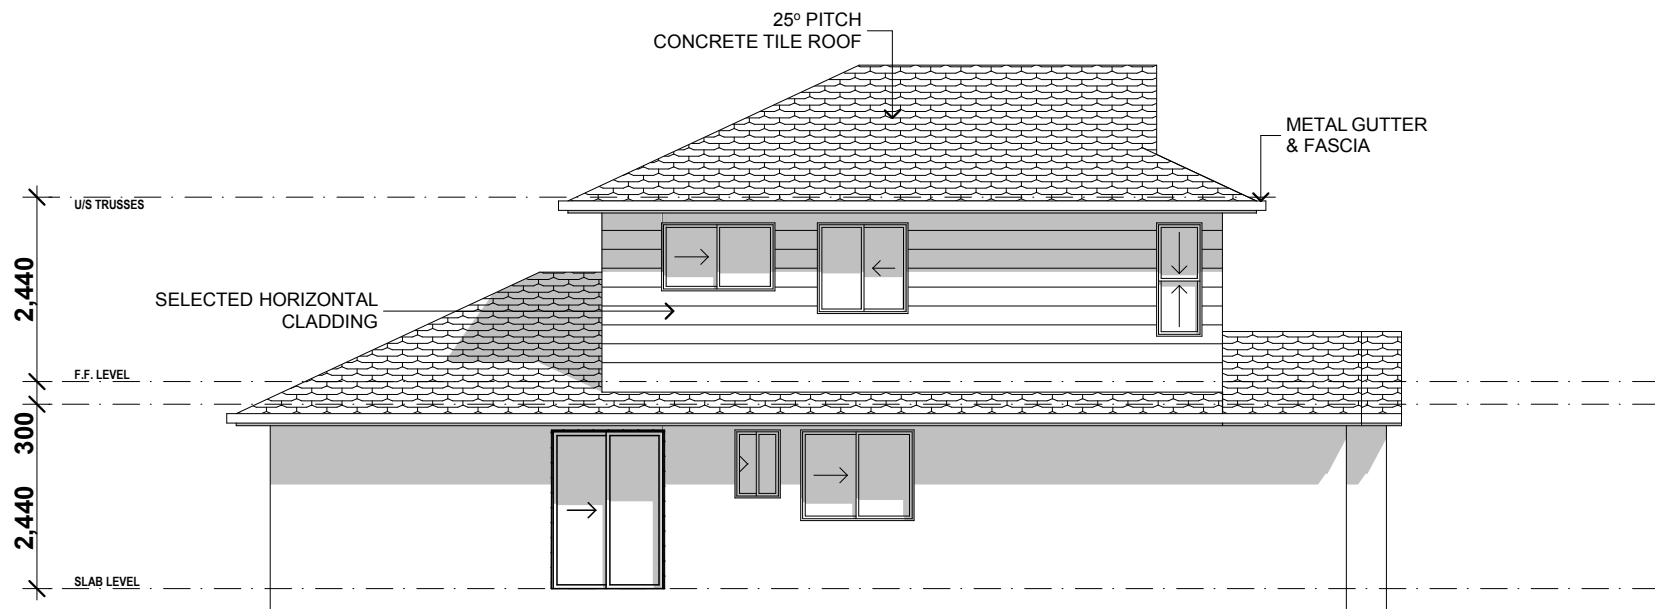 25º PITCH
CONCRETE TILE ROOF
METAL GUTTER
& FASCIA
U/S TRUSSES
2,440
SELECTED HORIZONTAL
CLADDING
F.F. LEVEL
300
2,440
SLAB LEVEL